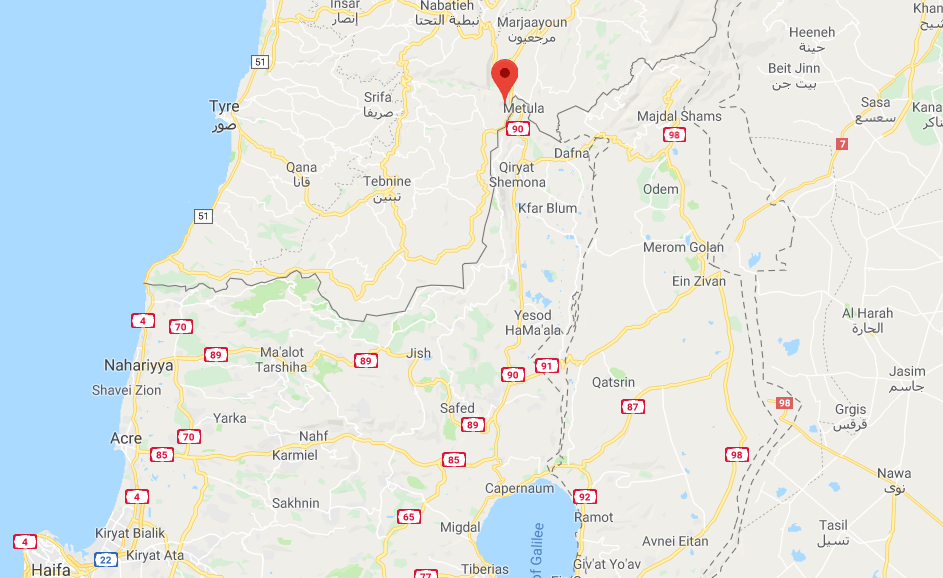 Insar
إنصار
Nabatieh
نبطية التحتا
Marjaayoun
مرجعيون
Heeneh
حينة
Beit Jinn
بيت جن
51
Tyre
صور
Srifa
صريفا
Metula
90
Majdal Shams
98
Sasa
سعسع
7
Qana
قانا
Tebnine
تبنين
Qiryat
Shemona
Dafna
Odem
Kfar Blum
51
Merom Golan
Ein Zivan
4
70
Yesod
HaMa'ala
Al Harah
الحارة
89
Ma'alot
Tarshiha
89
Jish
Nahariyya
90
91
Shavei Zion
Qatsrin
Jasim
جاسم
Yarka
Safed
89
87
98
Grgis
قرقس
Acre
70
Nahf
85
Karmiel
85
98
Nawa
نوى
4
Sakhnin
Capernaum
92
65
Ramot
Kiryat Bialik
Migdal
Tasil
تسيل
4
22
Kiryat Ata
of Galilee
Avnei Eitan
Haifa
77
Tiberias
Giv'at Yo'av